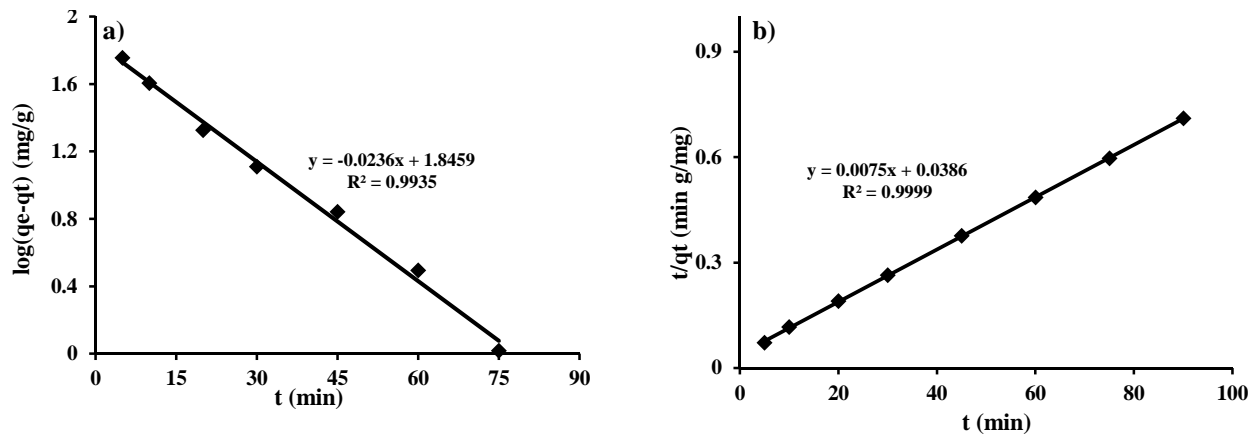 a)
2
1.6
1.2
0.8
0.4
0
0 15 30 45 60 75 90
log(qe-qt) (mg/g)
t (min)
y = -0.0236x + 1.8459
R² = 0.9935
b)
0.9
0.6
0.3
0
0 20 40 60 80 100
t/qt (min g/mg)
t (min)
y = 0.0075x + 0.0386
R² = 0.9999